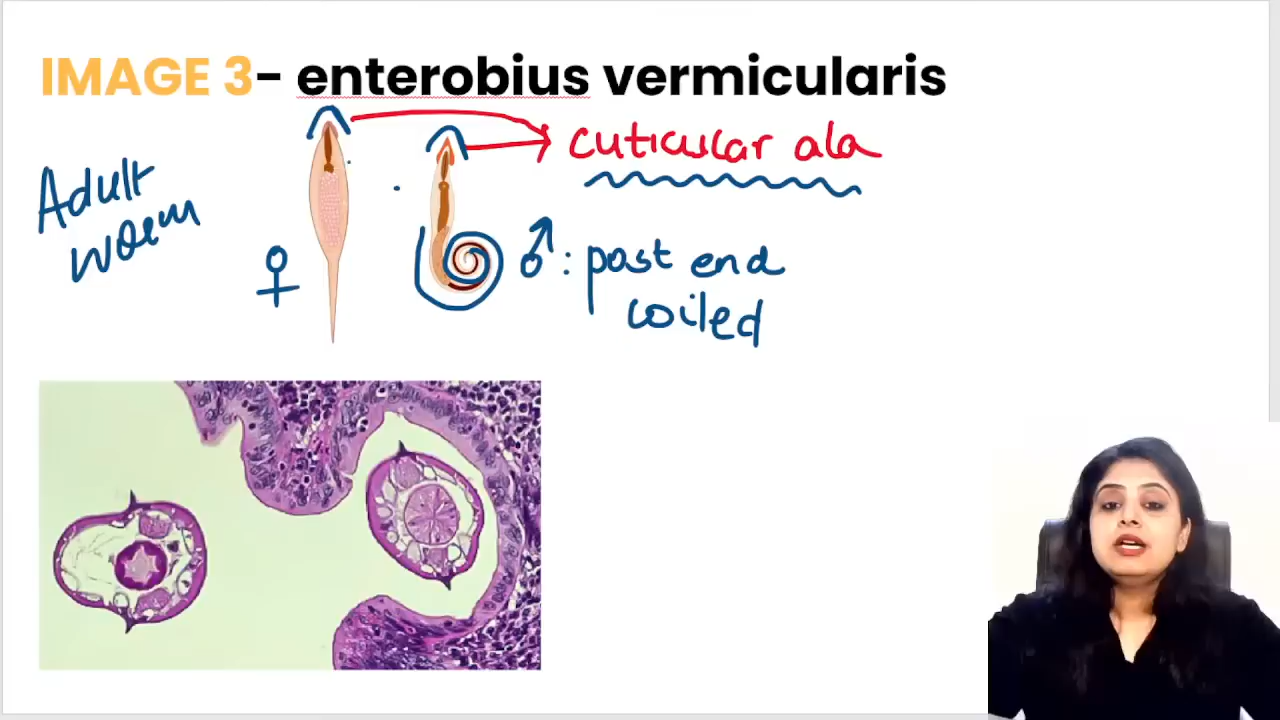 IMAGE 3- enterobius vermicularis
cuticular ala
Adult
worm
♀
♂ : post end
coiled